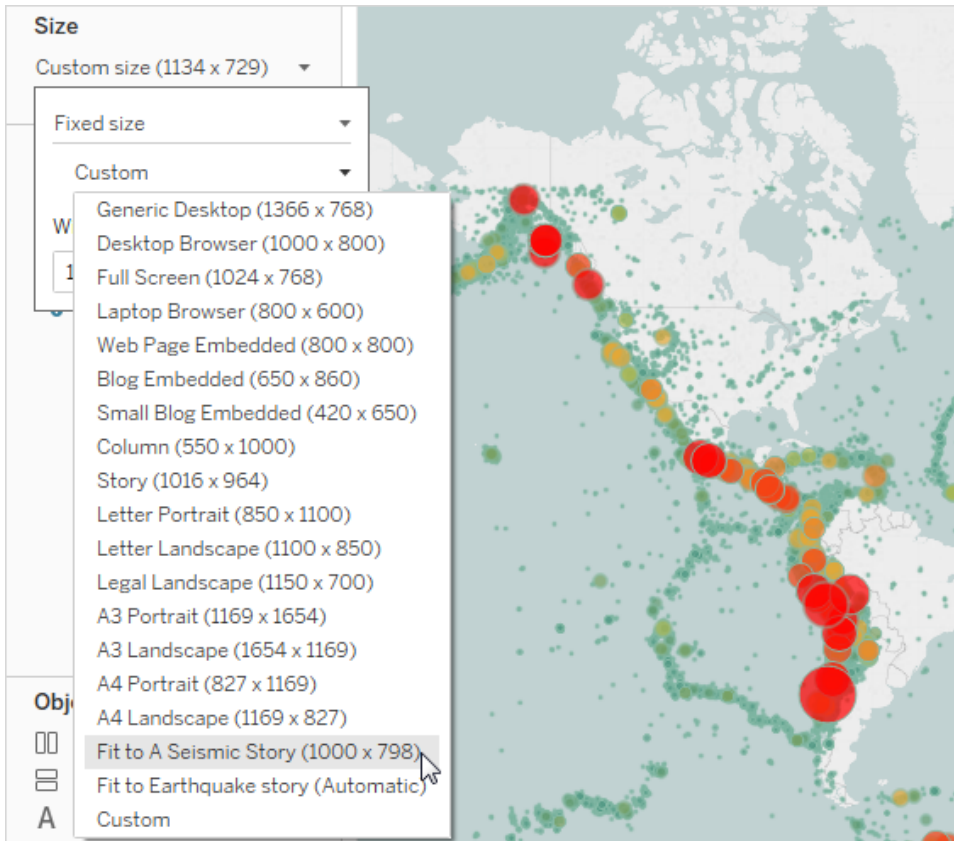 Size
Custom size (1134 x 729)
Fixed size
Custom
Generic Desktop (1366 x 768)
Desktop Browser (1000 x 800)
Full Screen (1024 x 768)
Laptop Browser (800 x 600)
Web Page Embedded (800 x 800)
Blog Embedded (650 x 860)
Small Blog Embedded (420 x 650)
Column (550 x 1000)
Story (1016 x 964)
Letter Portrait (850 x 1100)
Letter Landscape (1100 x 850)
Legal Landscape (1150 x 700)
A3 Portrait (1169 x 1654)
A3 Landscape (1654 x 1169)
A4 Portrait (827 x 1169)
A4 Landscape (1169 x 827)
Fit to A Seismic Story (1000 x 798)
Fit to Earthquake story (Automatic)
Custom
A